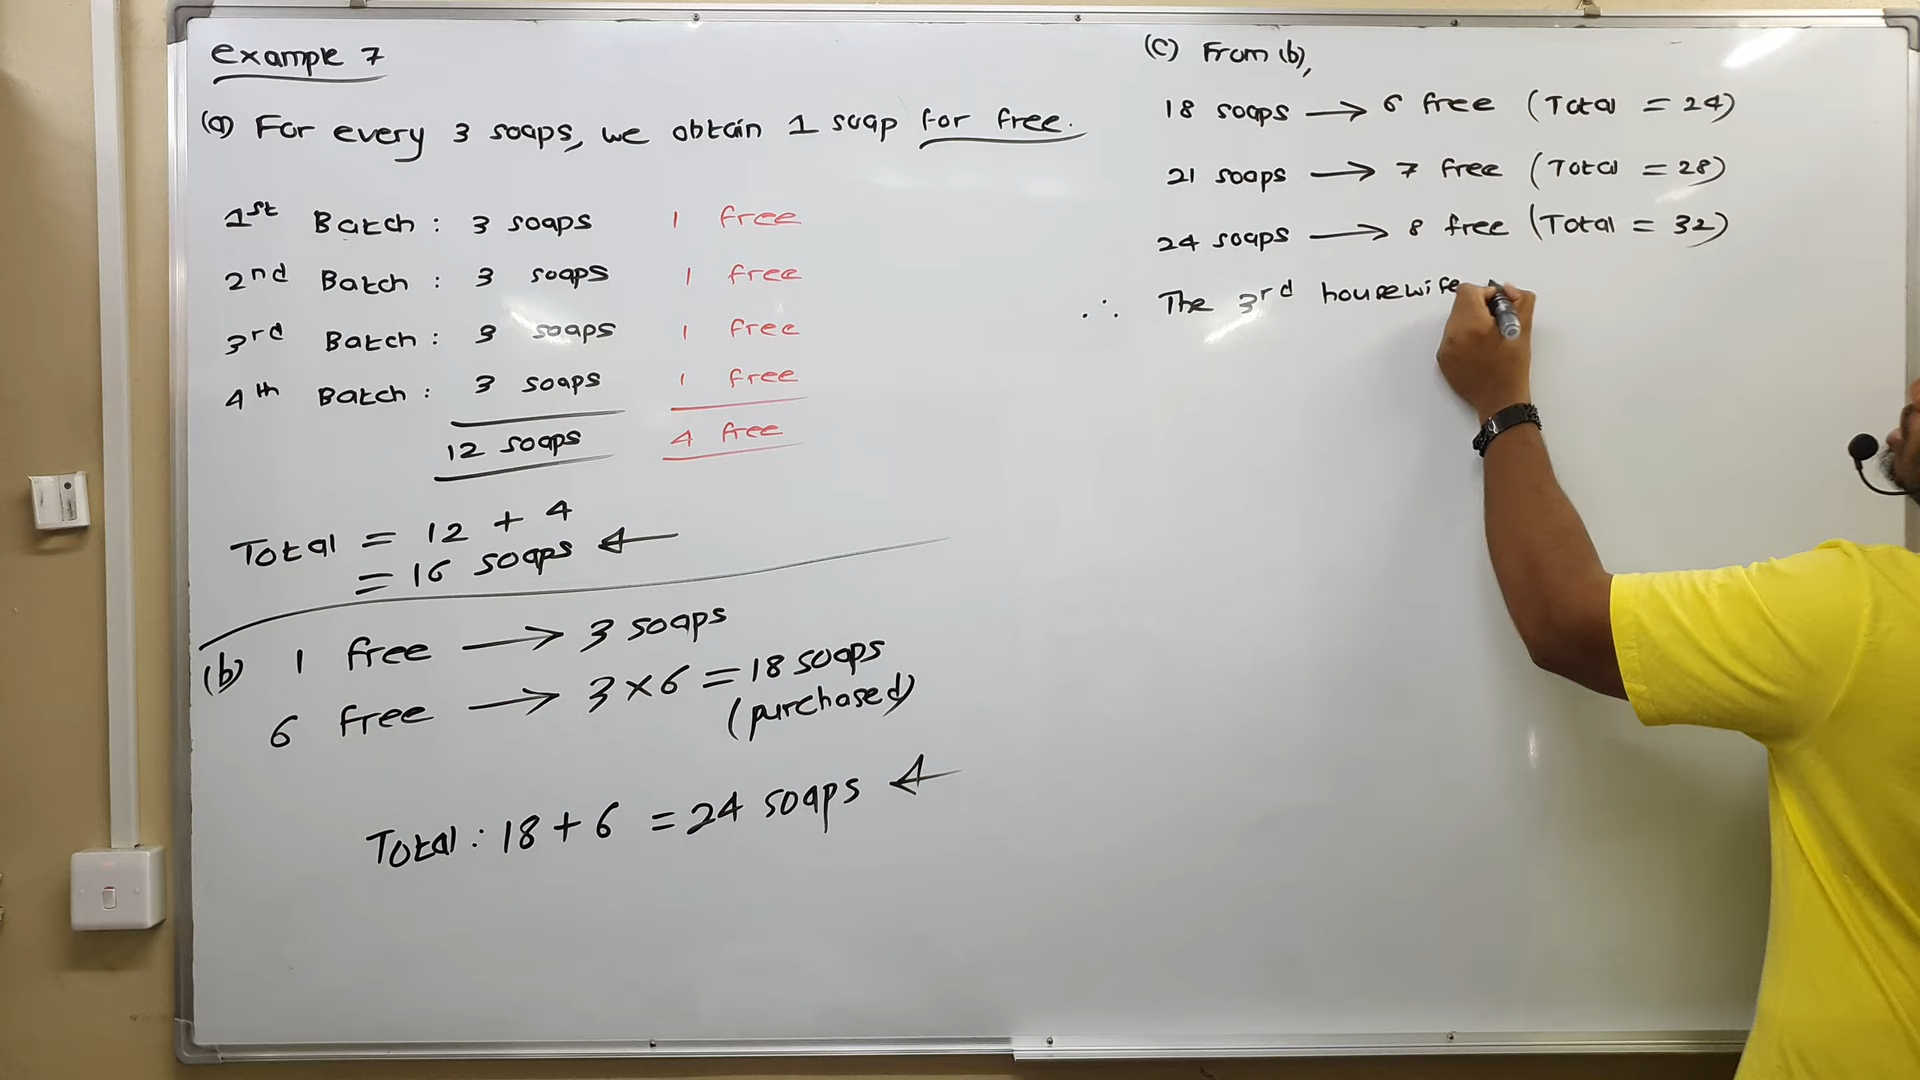 example 7
(a) For every 3 soaps, we obtain 1 soap for free.
1st Batch : 3 soaps 1 free
2nd Batch : 3 soaps 1 free
3rd Batch : 3 soaps 1 free
4th Batch : 3 soaps 1 free
12 soaps 4 free
Total = 12 + 4
= 16 soaps ←
(b) 1 free → 3 soaps
6 free → 3 × 6 = 18 soaps
(purchased)
Total : 18 + 6 = 24 soaps ←
(c) From (b),
18 soaps → 6 free (Total = 24)
21 soaps → 7 free (Total = 28)
24 soaps → 8 free (Total = 32)
∴ The 3rd housewife